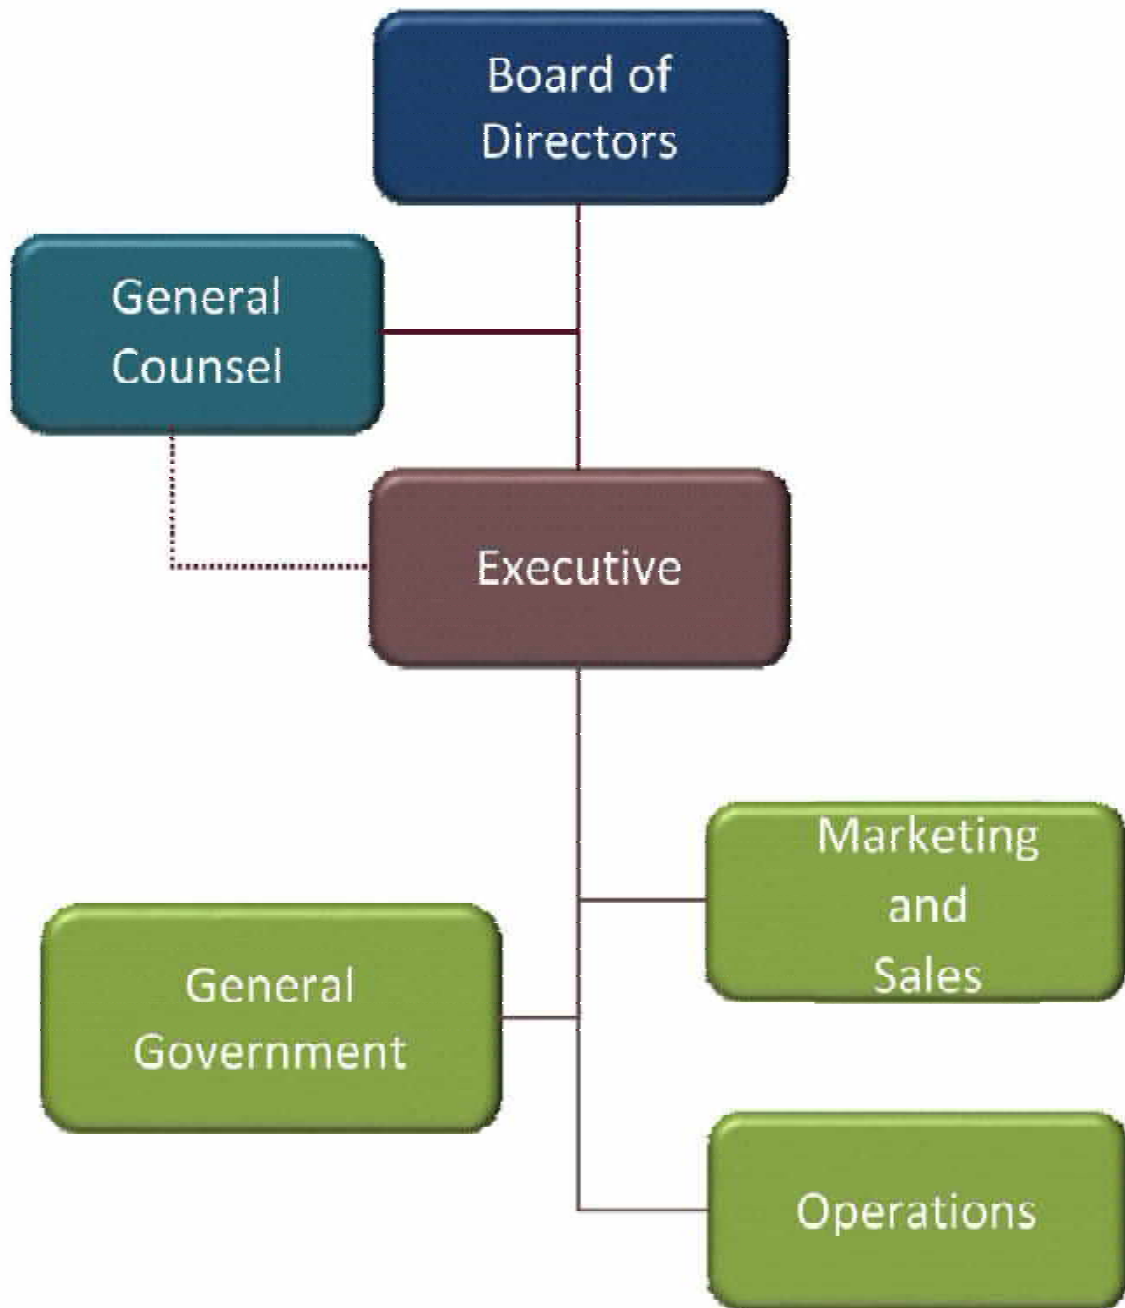 Board of
Directors
General
Counsel
Executive
Marketing
and
Sales
General
Government
Operations